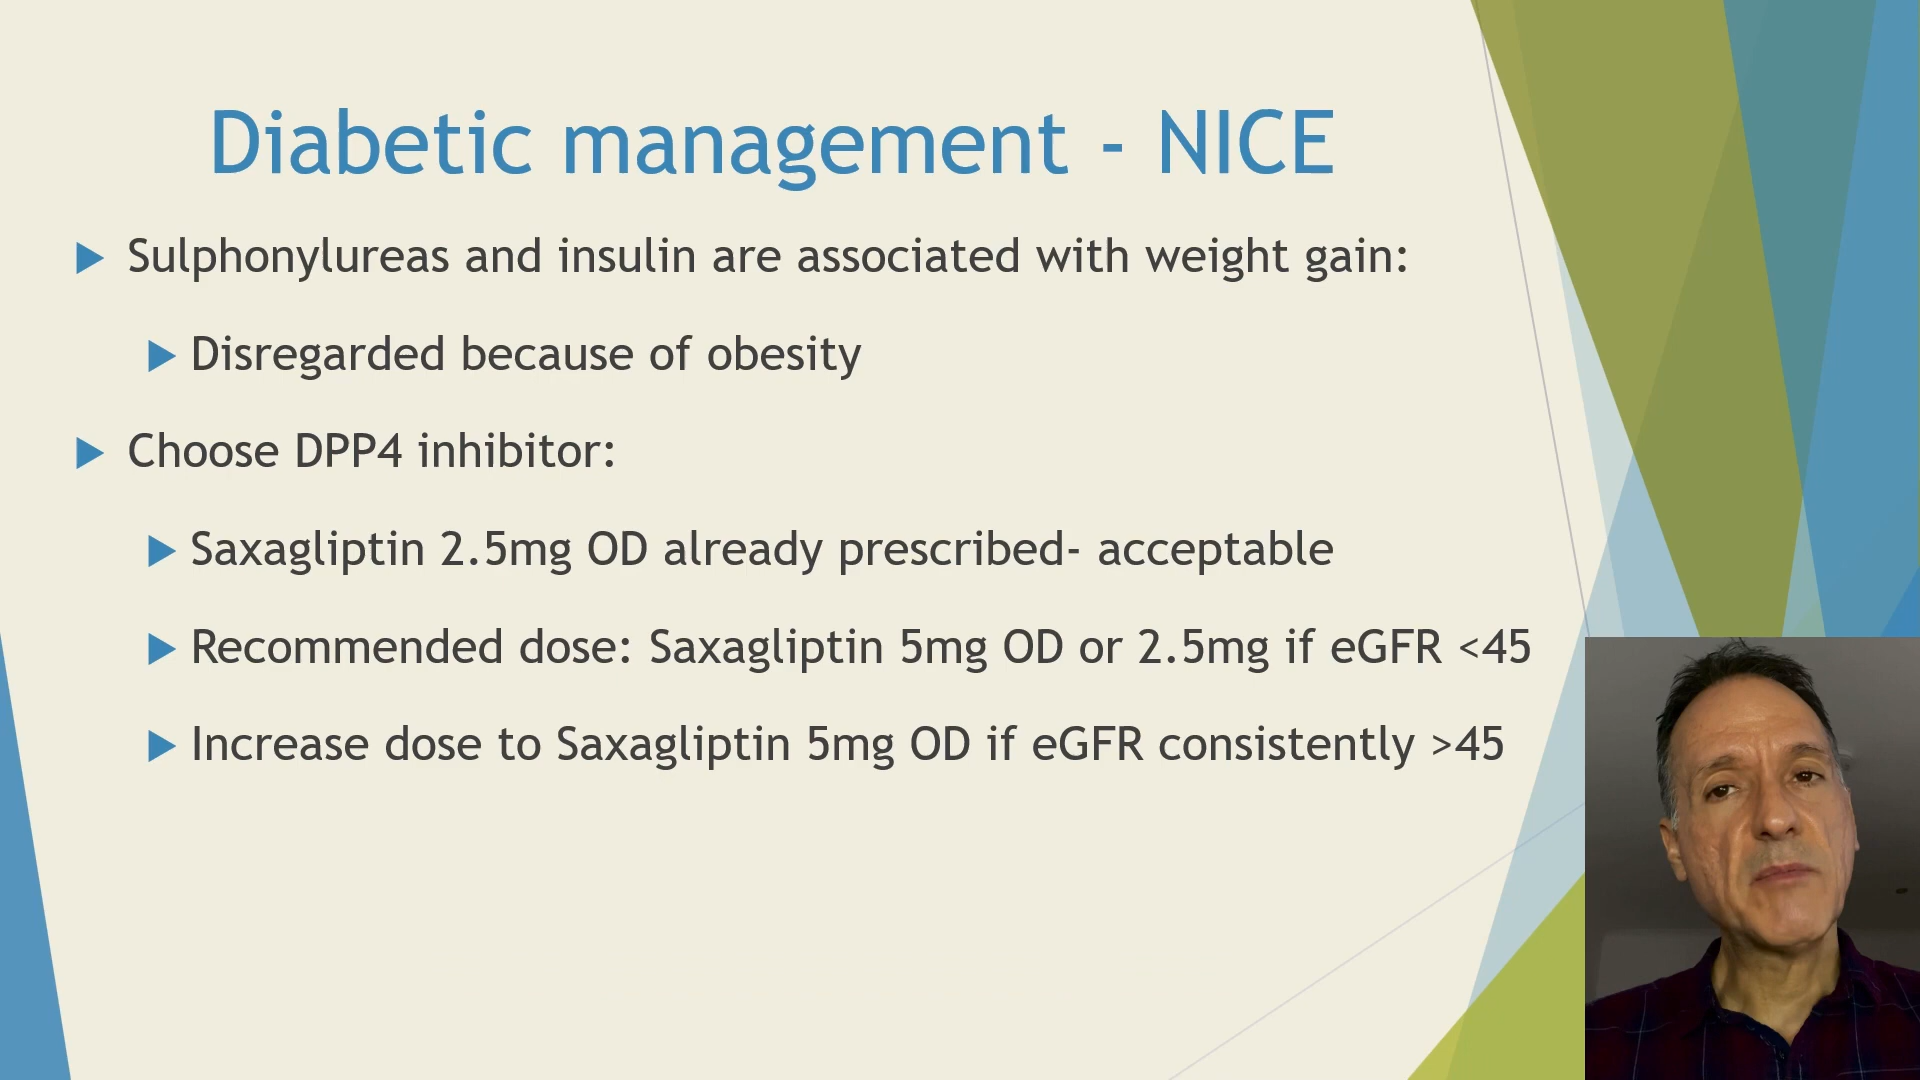 Diabetic management - NICE
Sulphonylureas and insulin are associated with weight gain:
Disregarded because of obesity
Choose DPP4 inhibitor:
Saxagliptin 2.5mg OD already prescribed- acceptable
Recommended dose: Saxagliptin 5mg OD or 2.5mg if eGFR <45
Increase dose to Saxagliptin 5mg OD if eGFR consistently >45